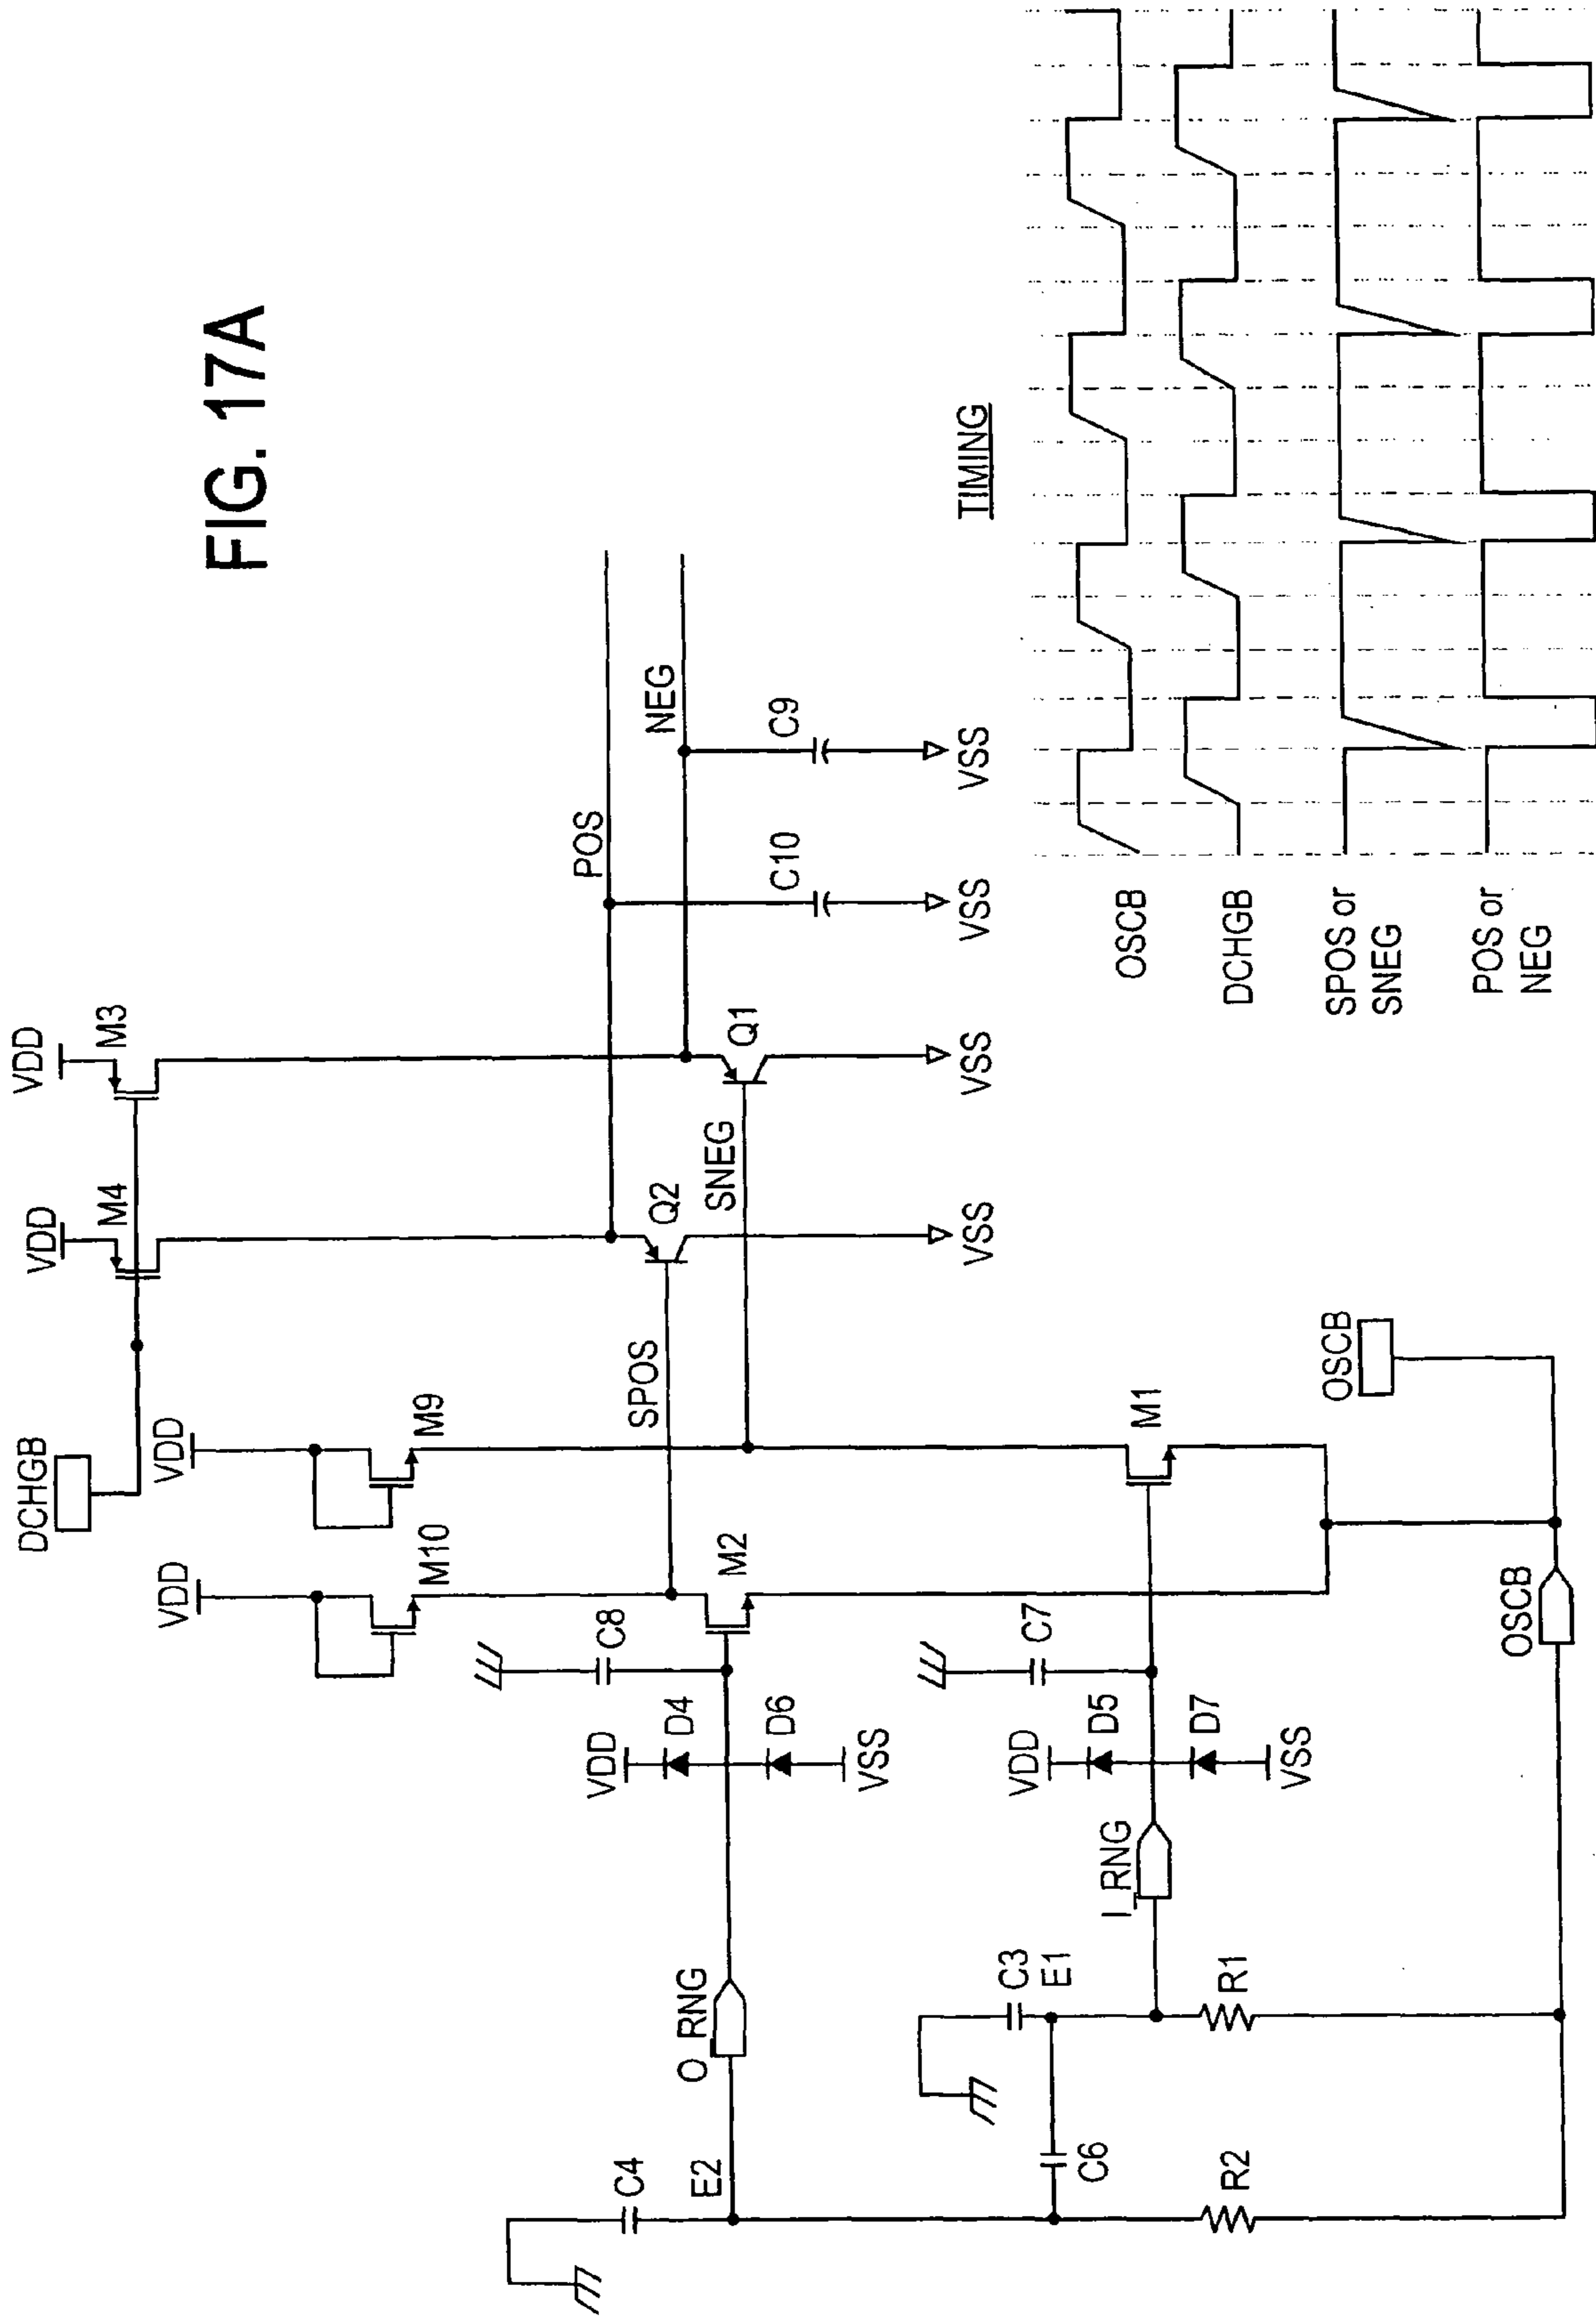 FIG. 17A
DCHGB
VDD
M4
VDD
M3
VDD
M10
VDD
M9
POS
NEG
SPOS
Q2
SNEG
Q1
C10
C9
VSS
VSS
VSS
VSS
C4
E2
O_RNG
VDD
D4
D6
VSS
C8
M2
C3
E1
C6
I_RNG
VDD
D5
D7
VSS
C7
M1
R2
R1
OSCB
OSCB
TIMING
OSCB
DCHGB
SPOS or
SNEG
POS or
NEG